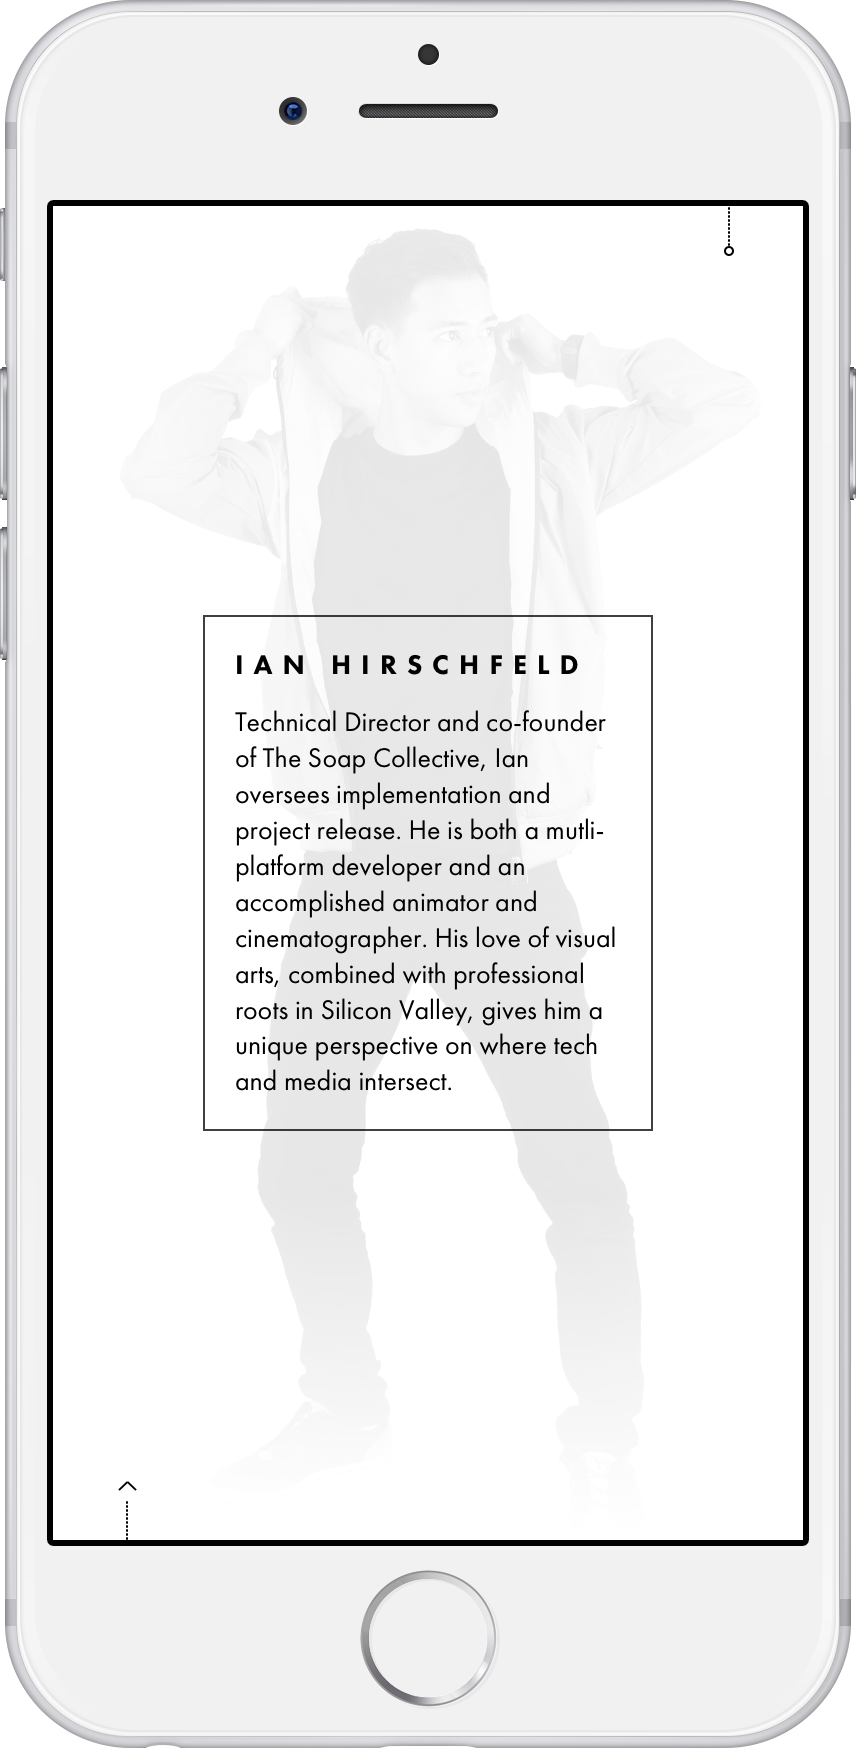 IAN HIRSCHFELD
Technical Director and co-founder
of The Soap Collective, Ian
oversees implementation and
project release. He is both a mutli-
platform developer and an
accomplished animator and
cinematographer. His love of visual
arts, combined with professional
roots in Silicon Valley, gives him a
unique perspective on where tech
and media intersect.